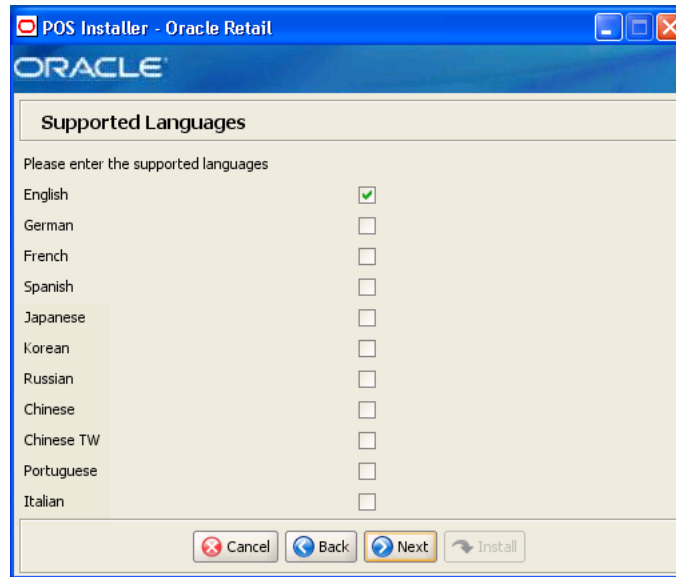 POS Installer - Oracle Retail
ORACLE
Supported Languages
Please enter the supported languages
English
German
French
Spanish
Japanese
Korean
Russian
Chinese
Chinese TW
Portuguese
Italian
Cancel Back Next Install